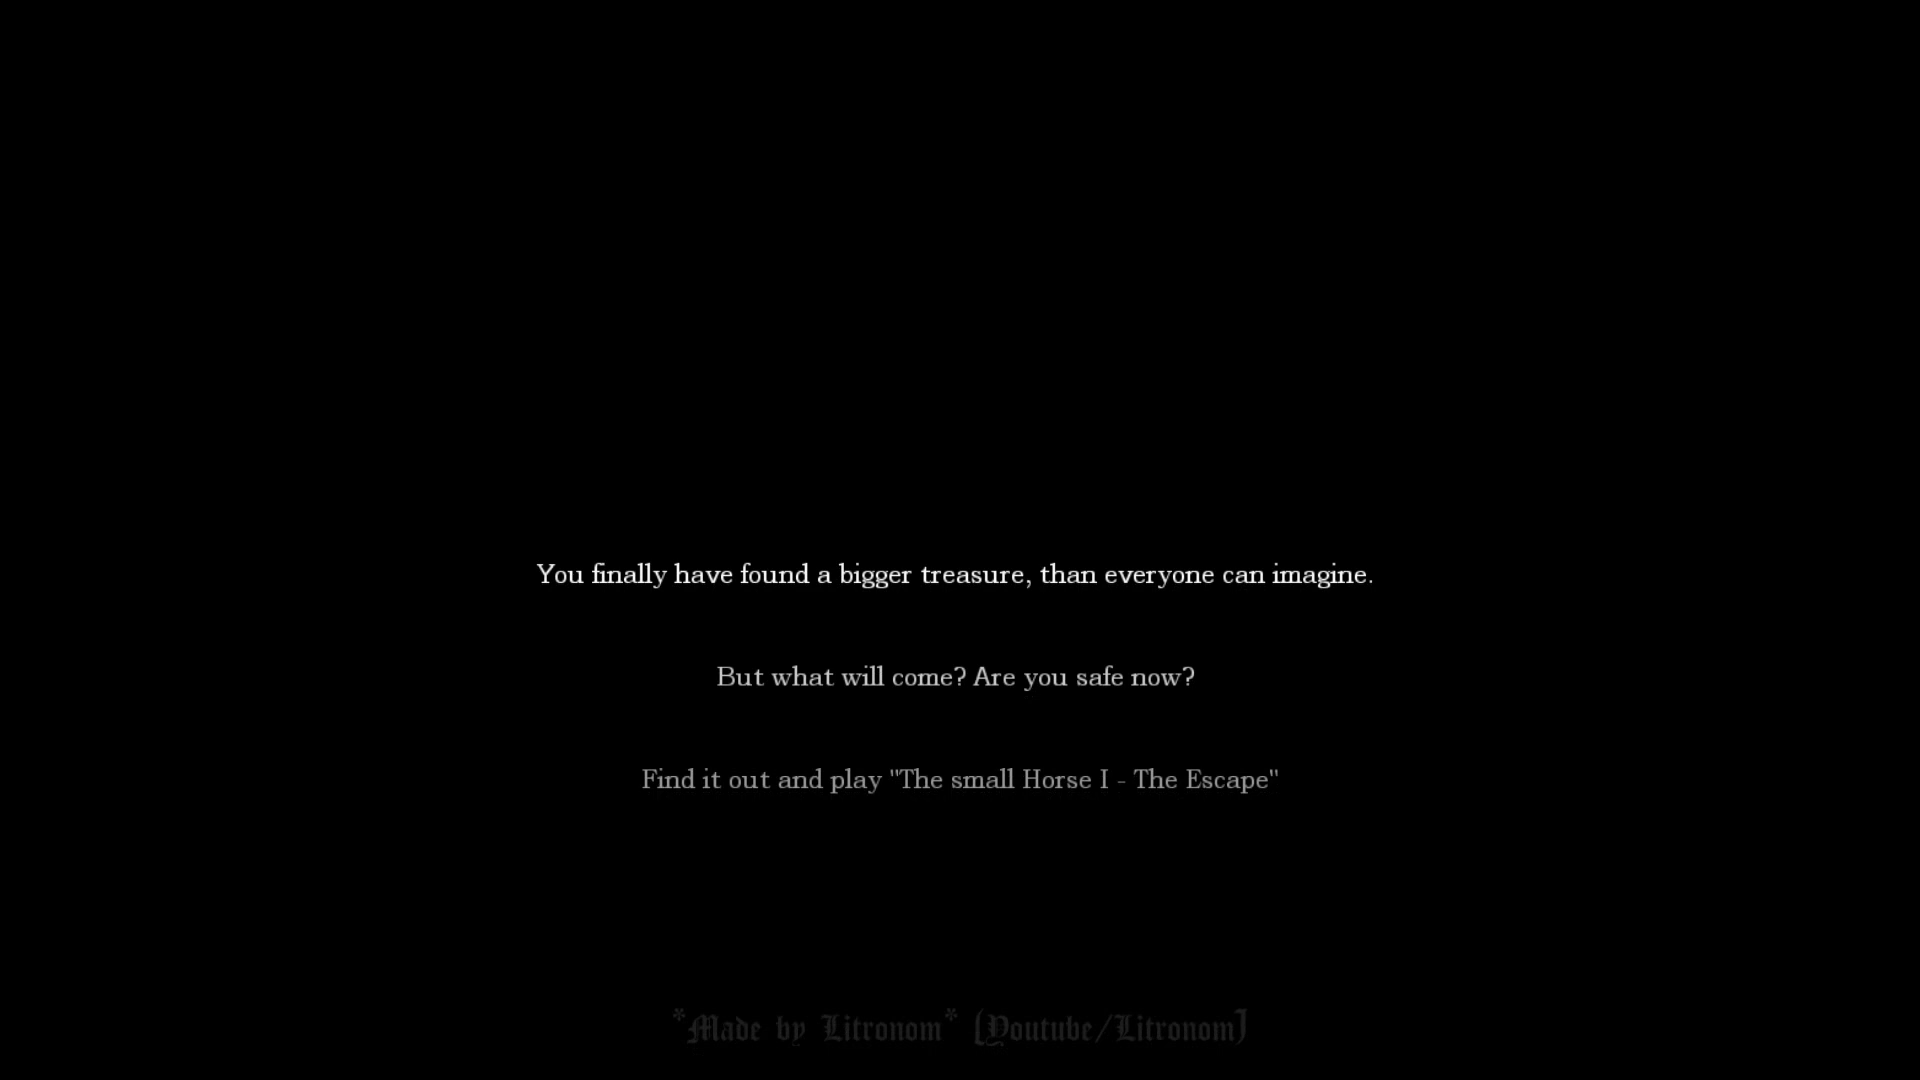 You finally have found a bigger treasure, than everyone can imagine.
But what will come? Are you safe now?
Find it out and play "The small Horse I - The Escape"
*Made by Litronom* [Youtube/Litronom]